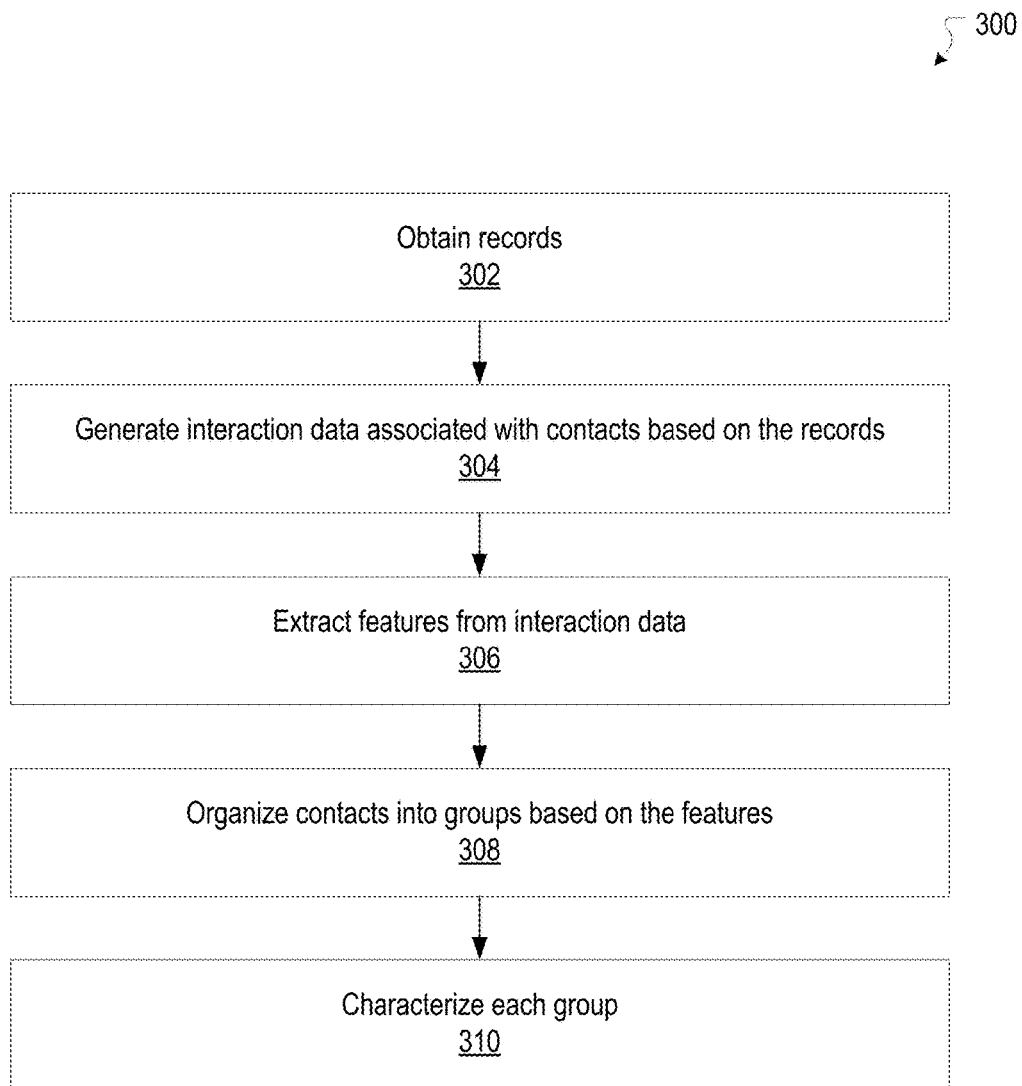 300
Obtain records
302
Generate interaction data associated with contacts based on the records
304
Extract features from interaction data
306
Organize contacts into groups based on the features
308
Characterize each group
310